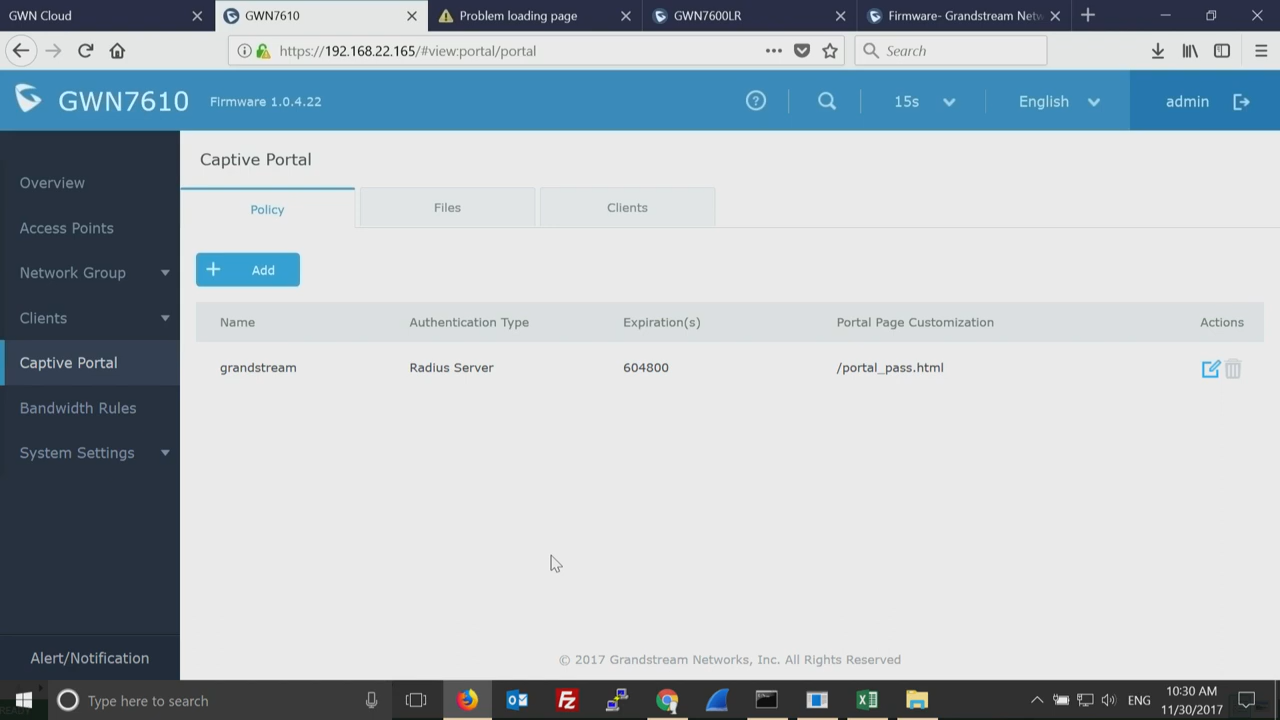 GWN Cloud
GWN7610
Problem loading page
GWN7600LR
Firmware- Grandstream Netw
https://192.168.22.165/#view:portal/portal
Search
GWN7610 Firmware 1.0.4.22
15s
English
admin
Overview
Access Points
Network Group
Clients
Captive Portal
Bandwidth Rules
System Settings
Alert/Notification
Captive Portal
Policy Files Clients
+ Add
Name Authentication Type Expiration(s) Portal Page Customization Actions
grandstream Radius Server 604800 /portal_pass.html
© 2017 Grandstream Networks, Inc. All Rights Reserved
Type here to search
ENG
10:30 AM
11/30/2017